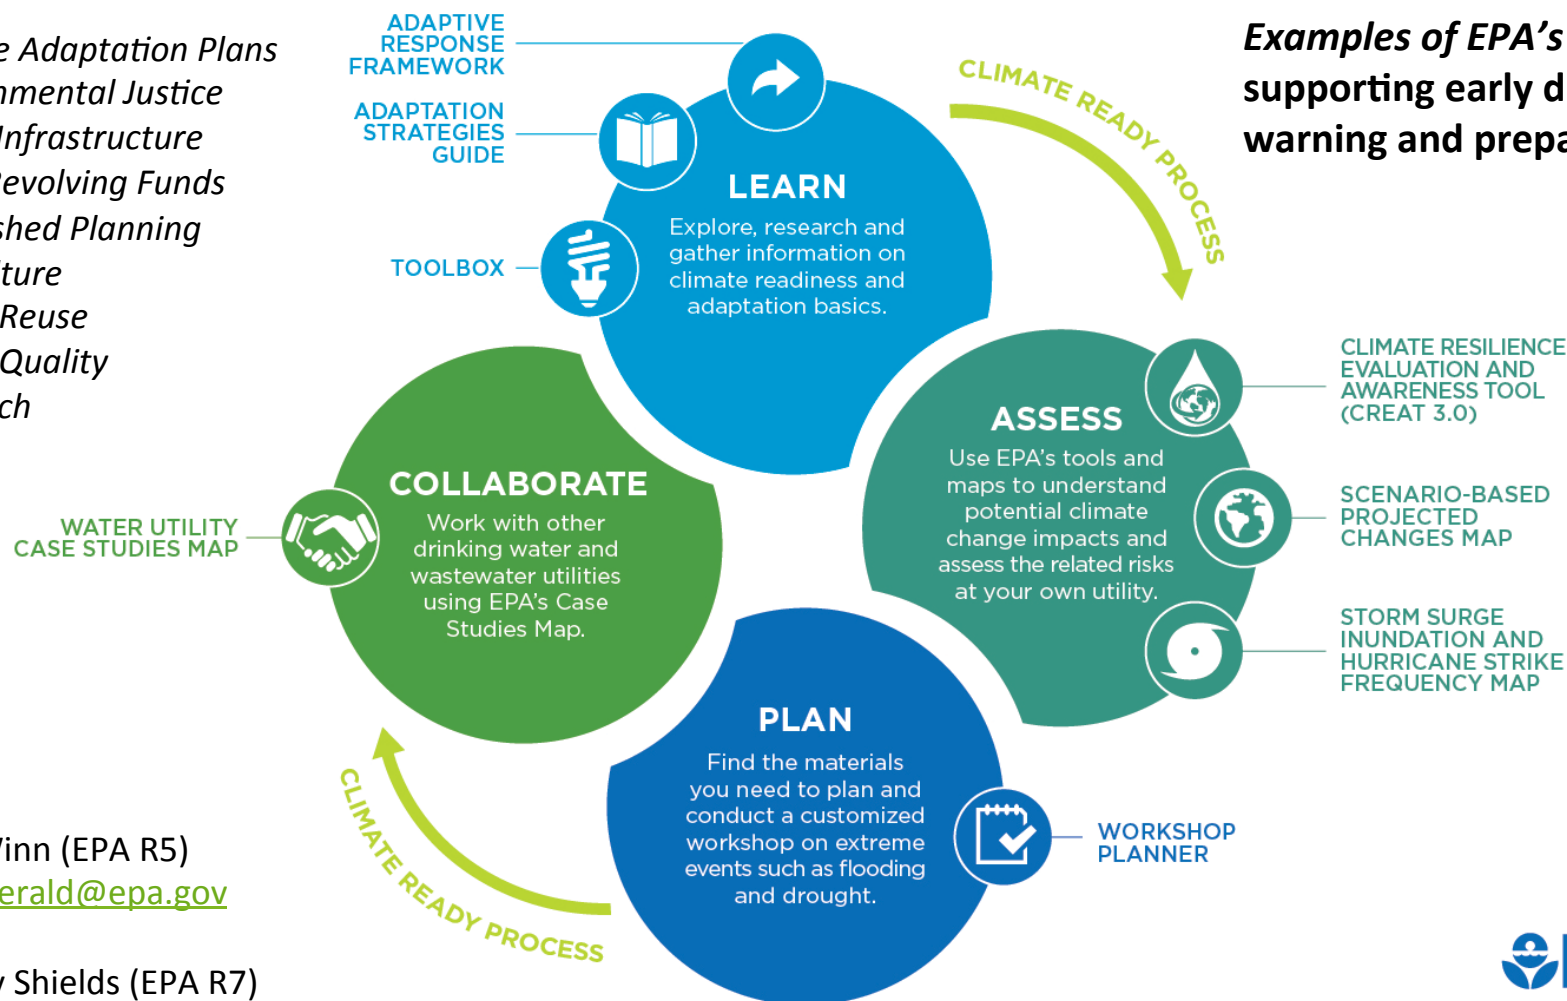 e Adaptation Plans
nmental Justice
Infrastructure
Revolving Funds
shed Planning
lture
Reuse
Quality
ch
ADAPTIVE
RESPONSE
FRAMEWORK
ADAPTATION
STRATEGIES
GUIDE
TOOLBOX
LEARN
Explore, research and
gather information on
climate readiness and
adaptation basics.
CLIMATE READY PROCESS
Examples of EPA's
supporting early d
warning and prepa
ASSESS
Use EPA's tools and
maps to understand
potential climate
change impacts and
assess the related risks
at your own utility.
CLIMATE RESILIENCE
EVALUATION AND
AWARENESS TOOL
(CREAT 3.0)
SCENARIO-BASED
PROJECTED
CHANGES MAP
STORM SURGE
INUNDATION AND
HURRICANE STRIKE
FREQUENCY MAP
COLLABORATE
Work with other
drinking water and
wastewater utilities
using EPA's Case
Studies Map.
WATER UTILITY
CASE STUDIES MAP
PLAN
Find the materials
you need to plan and
conduct a customized
workshop on extreme
events such as flooding
and drought.
WORKSHOP
PLANNER
CLIMATE READY PROCESS
inn (EPA R5)
erald@epa.gov
y Shields (EPA R7)